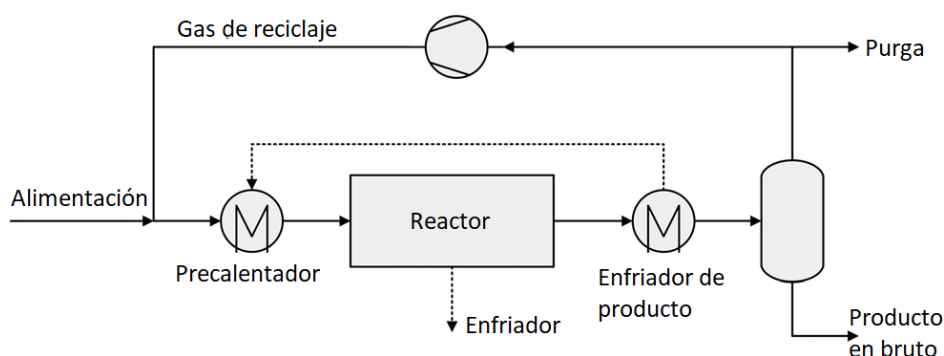 Gas de reciclaje
Purga
Alimentación
Reactor
Precalentador
Enfriador de
producto
Enfriador
Producto
en bruto